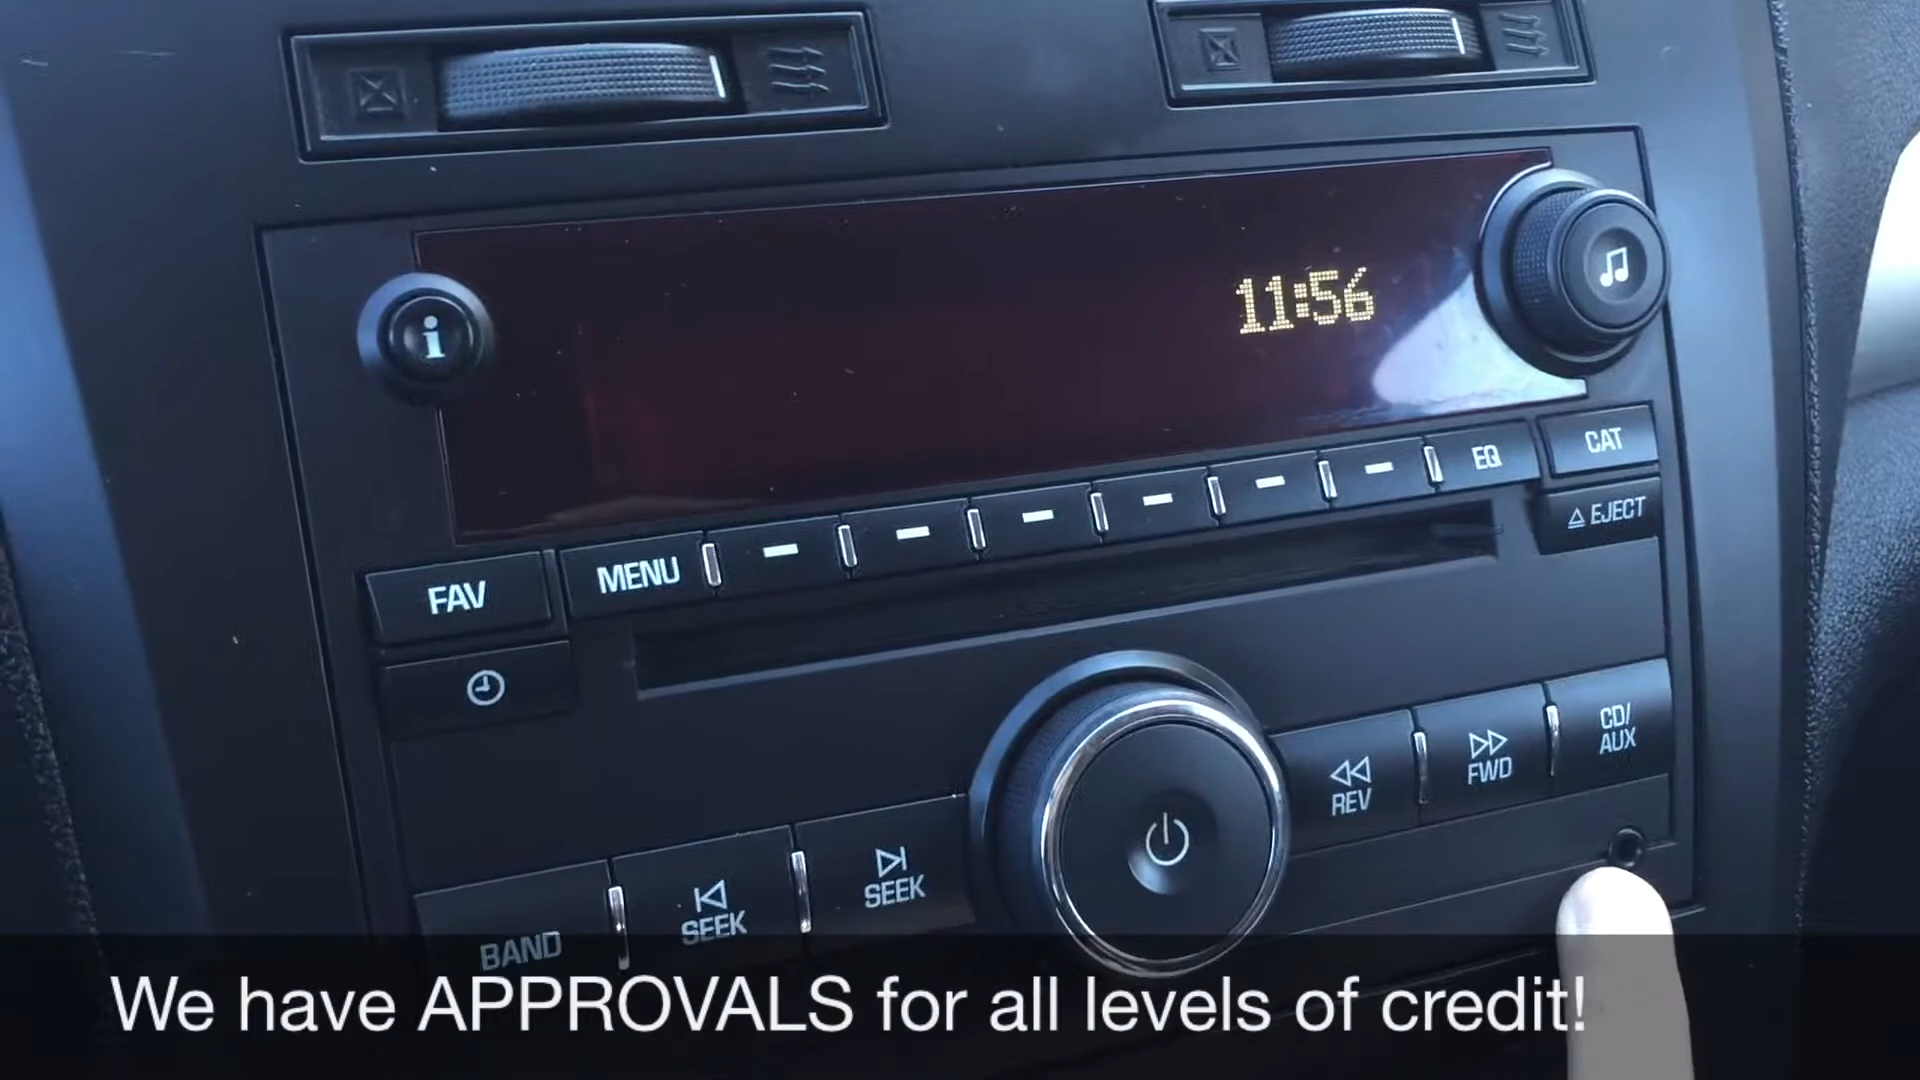 11:56
i
CAT
EQ
EJECT
MENU
FAV
CD/
AUX
FWD
REV
SEEK
SEEK
BAND
We have APPROVALS for all levels of credit!